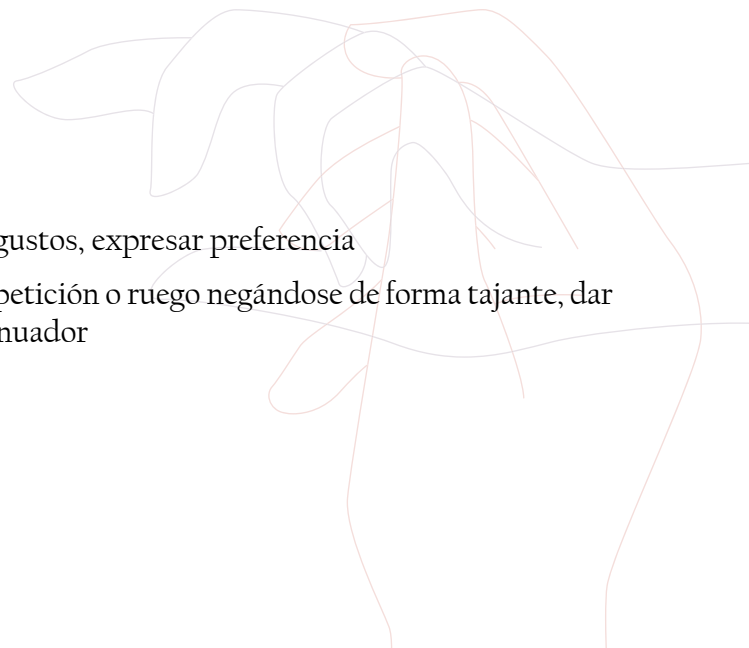 gustos, expresar preferencia
petición o ruego negándose de forma tajante, dar
nuador